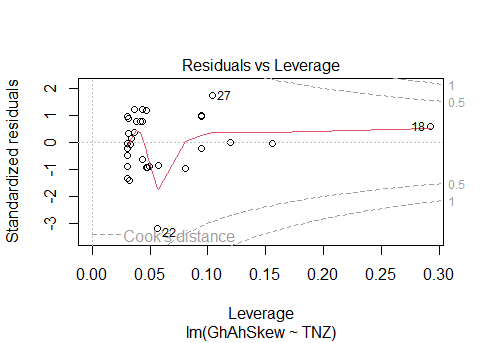 Residuals vs Leverage
Standardized residuals
2
1
0
-1
-2
-3
27
18
22
1
0.5
0.5
1
Cook's distance
0.00 0.05 0.10 0.15 0.20 0.25 0.30
Leverage
lm(GhAhSkew ~ TNZ)